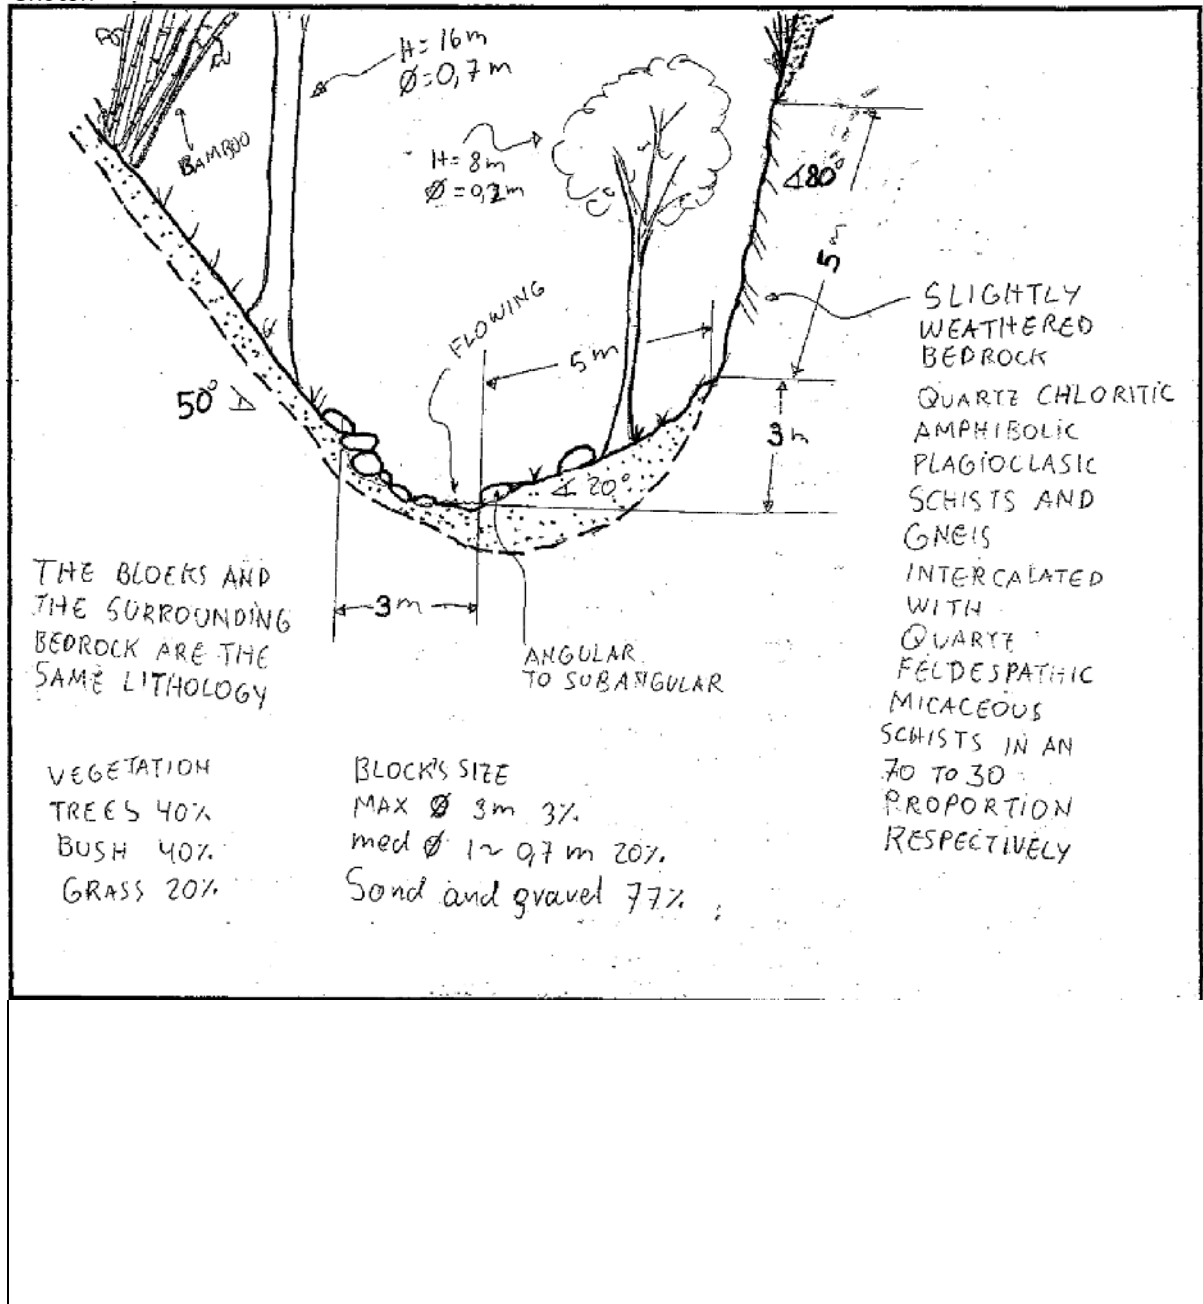 H= 16m
Ø=0,7m
BAMBOO
H= 8m
Ø=0,2m
∡80°
5m
FLOWING
5m
50°
3m
∡ 20°
3m
ANGULAR
TO SUBANGULAR
SLIGHTLY
WEATHERED
BEDROCK
QUARTZ CHLORITIC
AMPHIBOLIC
PLAGIOCLASIC
SCHISTS AND
GNEIS
INTERCALATED
WITH
QUARTZ
FELDESPATHIC
MICACEOUS
SCHISTS IN AN
70 TO 30
PROPORTION
RESPECTIVELY
THE BLOCKS AND
THE SURROUNDING
BEDROCK ARE THE
SAME LITHOLOGY
VEGETATION
TREES 40%
BUSH 40%
GRASS 20%
BLOCK'S SIZE
MAX Ø 3m 3%
med Ø 1~0,7m 20%
Sand and gravel 77%